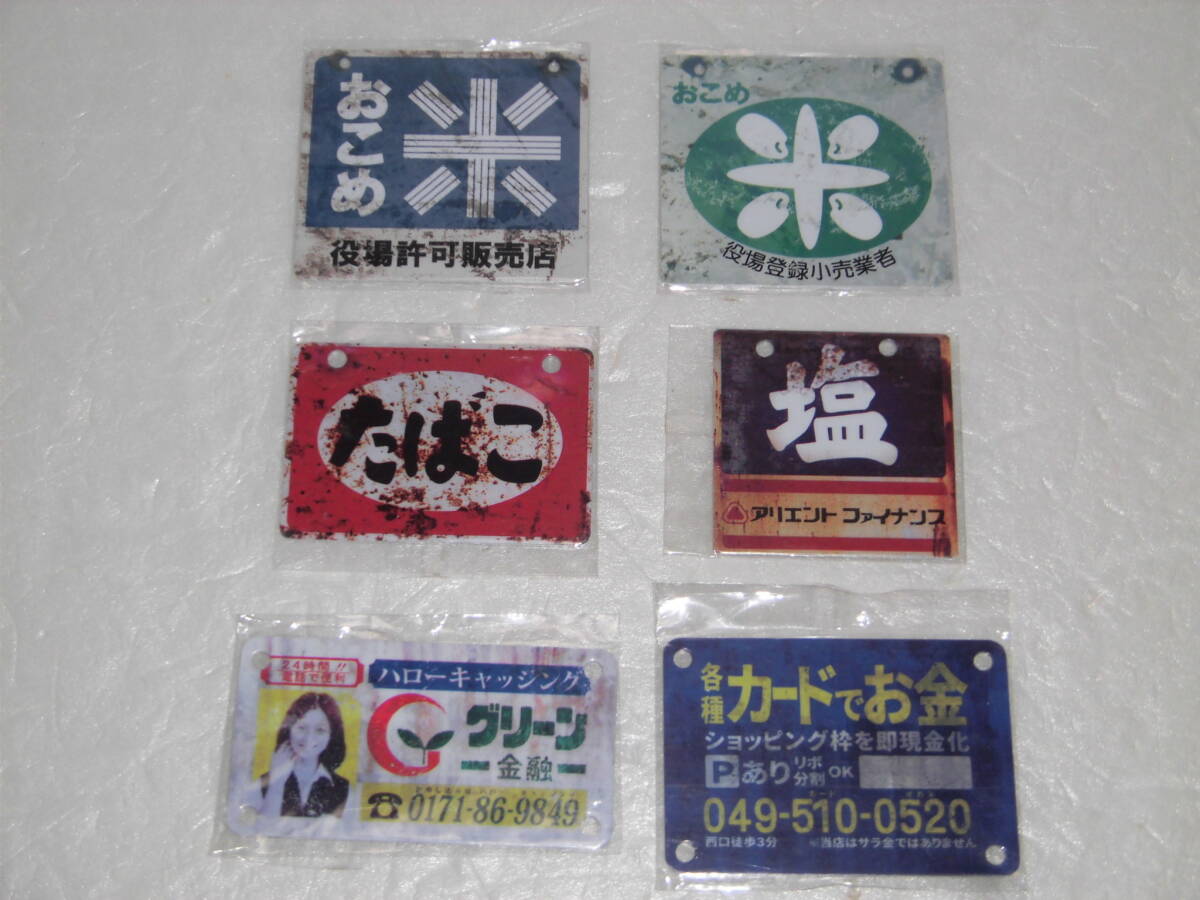 おこめ
米
役場許可販売店
おこめ
米
役場登録小売業者
たばこ
塩
アリエント ファイナンス
24時間!!
電話で便利
ハローキャッシング
グリーン
金融
☎0171-86-9849
各種
カードでお金
ショッピング枠を即現金化
Pあり リボ分割 OK
049-510-0520
西口徒歩3分 ※当店はサラ金ではありません